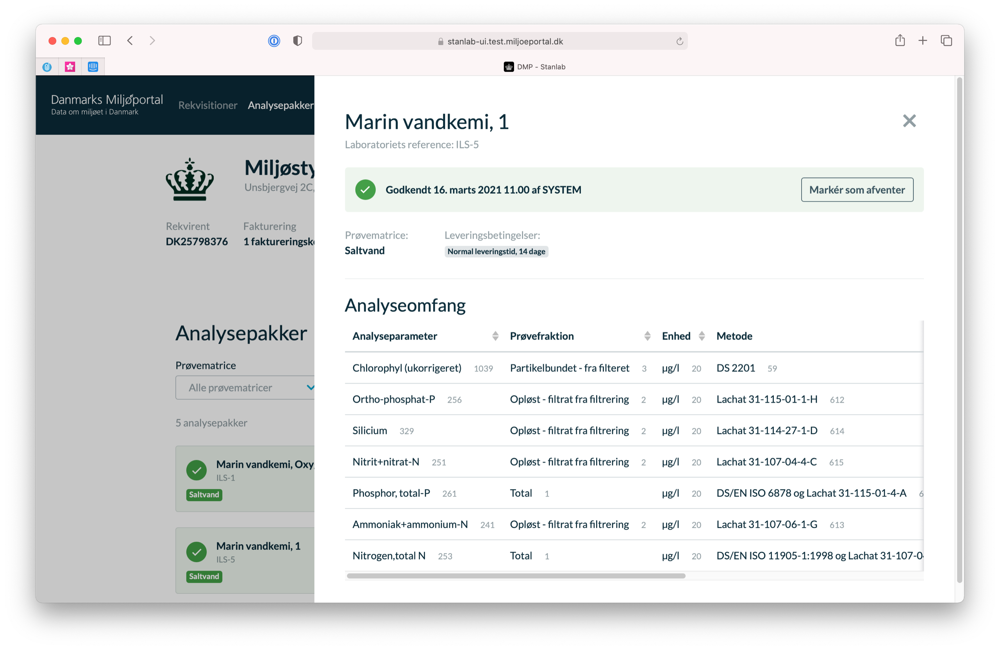 stanlab-ui.test.miljoeportal.dk
DMP - Stanlab
Danmarks Miljøportal
Data om miljøet i Danmark
Rekvisitioner Analysepakker
Unsbjergvej 2C,
Rekvirent Fakturering
DK25798376 1
Analysepakker
Prøvematrice
Alle prøvematricer
5 analysepakker
Marin vandkemi,
ILS-1
Saltvand
Marin vandkemi, 1
ILS-5
Saltvand
Marin vandkemi, 1
Laboratoriets reference: ILS-5
Godkendt 16. marts 2021 11.00 af SYSTEM
Markér som afventer
Prøvematrice: Leveringsbetingelser:
Saltvand Normal leveringstid, 14 dage
Analyseomfang
Analyseparameter Prøvefraktion Enhed Metode
Chlorophyl (ukorrigeret) 1039 Partikelbundet - fra filteret 3 µg/l 20 DS 2201 59
Ortho-phosphat-P 256 Opløst - filtrat fra filtrering 2 µg/l 20 Lachat 31-115-01-1-H 612
Silicium 329 Opløst - filtrat fra filtrering 2 µg/l 20 Lachat 31-114-27-1-D 614
Nitrit+nitrat-N 251 Opløst - filtrat fra filtrering 2 µg/l 20 Lachat 31-107-04-4-C 615
Phosphor, total-P 261 Total 1 µg/l 20 DS/EN ISO 6878 og Lachat 31-115-01-4-A
Ammoniak+ammonium-N 241 Opløst - filtrat fra filtrering 2 µg/l 20 Lachat 31-107-06-1-G 613
Nitrogen,total N 253 Total 1 µg/l 20 DS/EN ISO 11905-1:1998 og Lachat